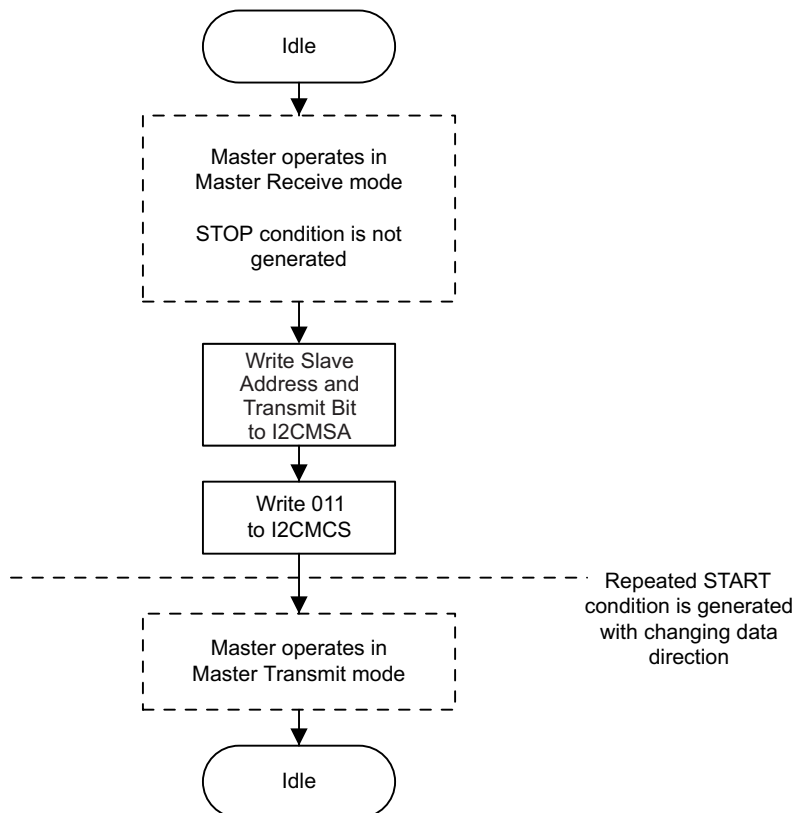 Idle
Master operates in
Master Receive mode
STOP condition is not
generated
Write Slave
Address and
Transmit Bit
to I2CMSA
Write 011
to I2CMCS
Repeated START
condition is generated
with changing data
direction
Master operates in
Master Transmit mode
Idle